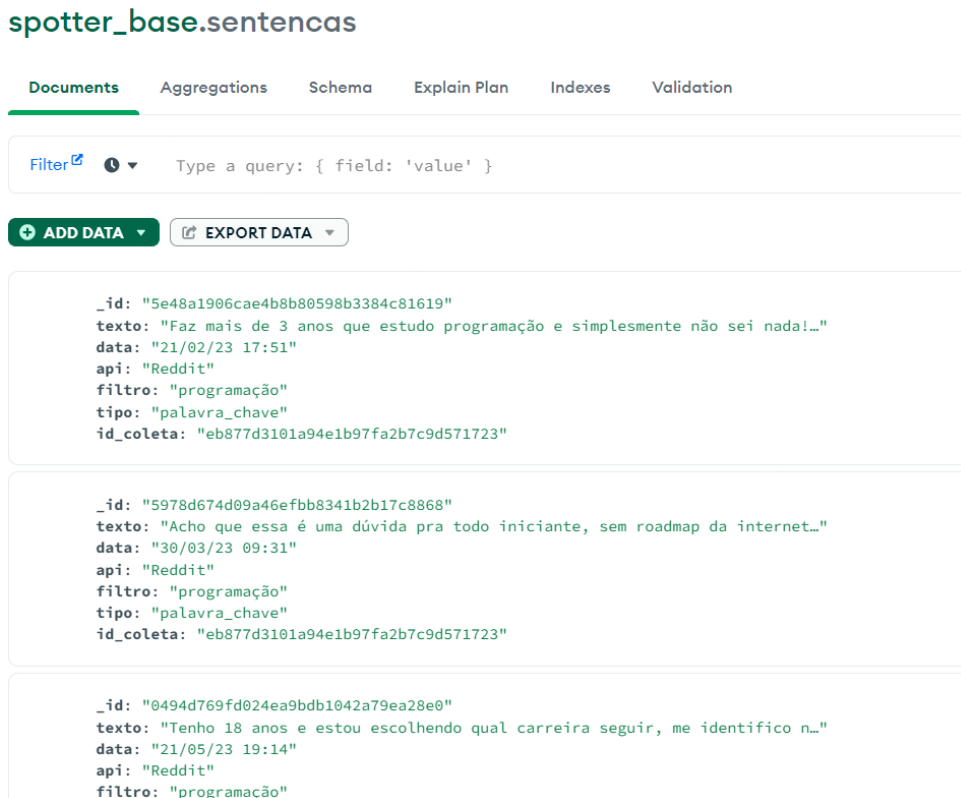 spotter_base.sentencas
Documents Aggregations Schema Explain Plan Indexes Validation
Filter Type a query: { field: 'value' }
ADD DATA EXPORT DATA
_id: "5e48a1906cae4b8b80598b3384c81619"
texto: "Faz mais de 3 anos que estudo programação e simplesmente não sei nada!…"
data: "21/02/23 17:51"
api: "Reddit"
filtro: "programação"
tipo: "palavra_chave"
id_coleta: "eb877d3101a94e1b97fa2b7c9d571723"
_id: "5978d674d09a46efbb8341b2b17c8868"
texto: "Acho que essa é uma dúvida pra todo iniciante, sem roadmap da internet…"
data: "30/03/23 09:31"
api: "Reddit"
filtro: "programação"
tipo: "palavra_chave"
id_coleta: "eb877d3101a94e1b97fa2b7c9d571723"
_id: "0494d769fd024ea9bdb1042a79ea28e0"
texto: "Tenho 18 anos e estou escolhendo qual carreira seguir, me identifico n…"
data: "21/05/23 19:14"
api: "Reddit"
filtro: "programação"